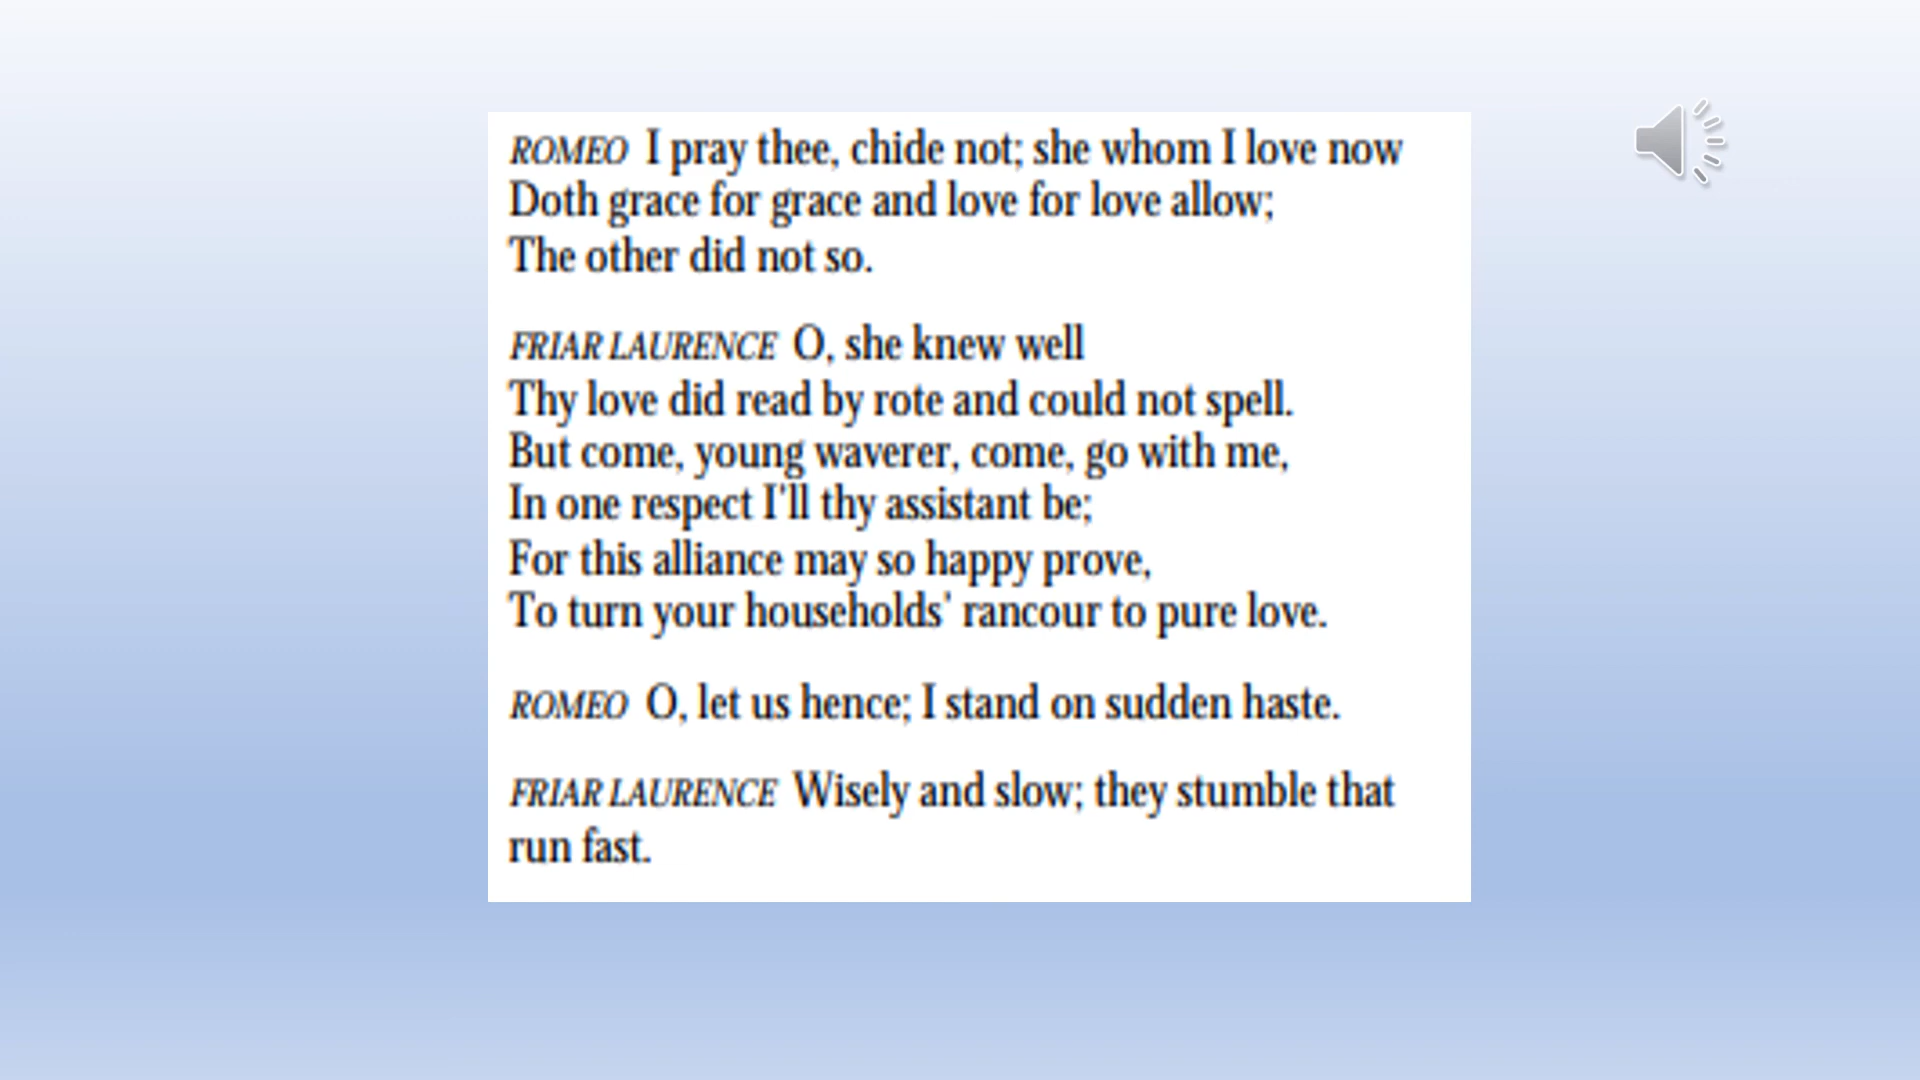 ROMEO I pray thee, chide not; she whom I love now
Doth grace for grace and love for love allow;
The other did not so.
FRIAR LAURENCE O, she knew well
Thy love did read by rote and could not spell.
But come, young waverer, come, go with me,
In one respect I'll thy assistant be;
For this alliance may so happy prove,
To turn your households' rancour to pure love.
ROMEO O, let us hence; I stand on sudden haste.
FRIAR LAURENCE Wisely and slow; they stumble that
run fast.